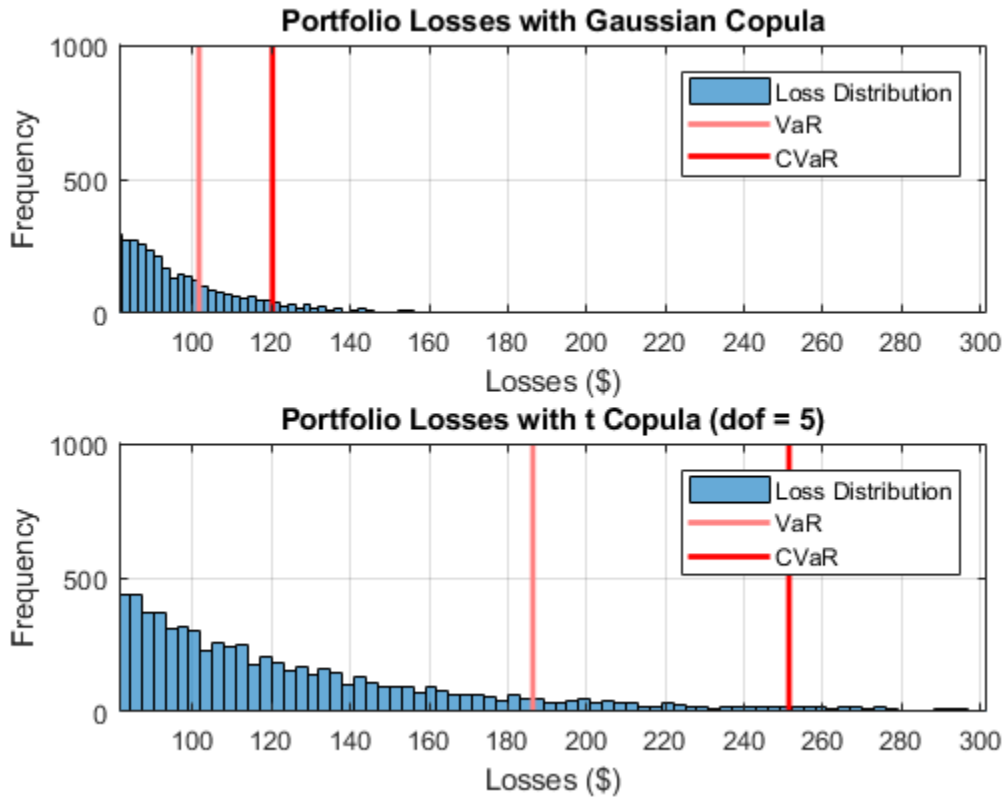 Portfolio Losses with Gaussian Copula
1000
500
0
Frequency
Loss Distribution
VaR
CVaR
100 120 140 160 180 200 220 240 260 280 300
Losses ($)
Portfolio Losses with t Copula (dof = 5)
1000
500
0
Frequency
Loss Distribution
VaR
CVaR
100 120 140 160 180 200 220 240 260 280 300
Losses ($)